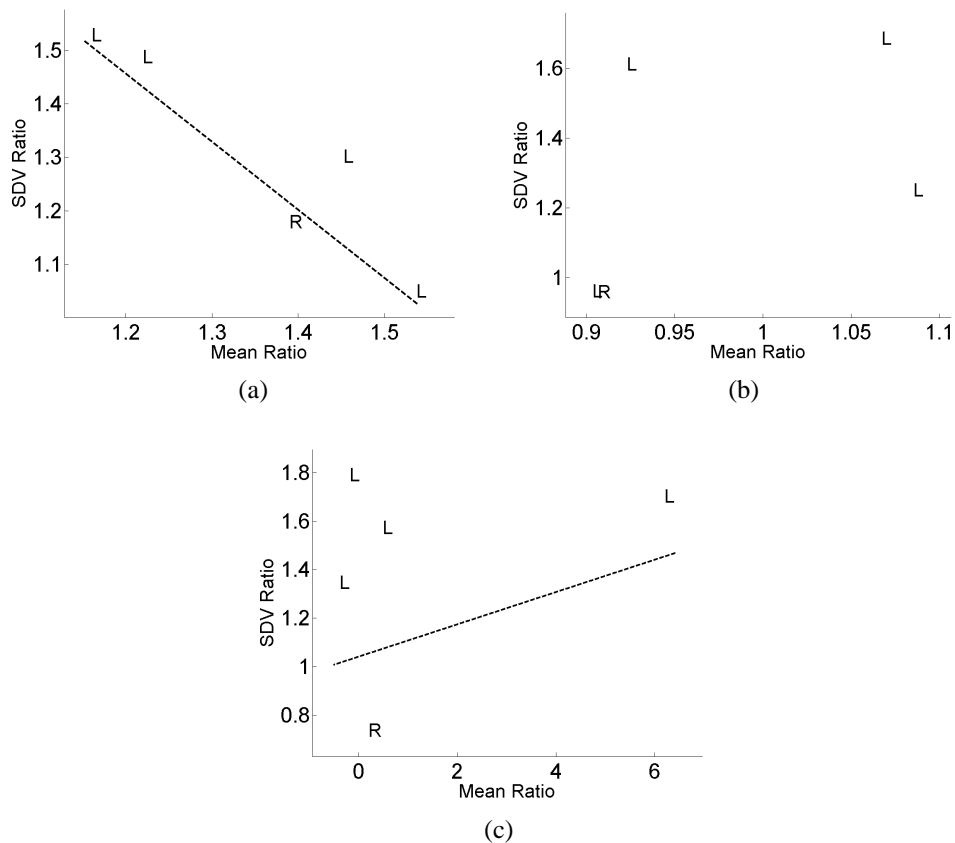 1.5
1.4
1.3
1.2
1.1
SDV Ratio
L
L
L
R
L
1.2 1.3 1.4 1.5
Mean Ratio
(a)
1.6
1.4
1.2
1
SDV Ratio
L
L
L
L R
0.9 0.95 1 1.05 1.1
Mean Ratio
(b)
1.8
1.6
1.4
1.2
1
0.8
SDV Ratio
L
L
L
L
R
0 2 4 6
Mean Ratio
(c)